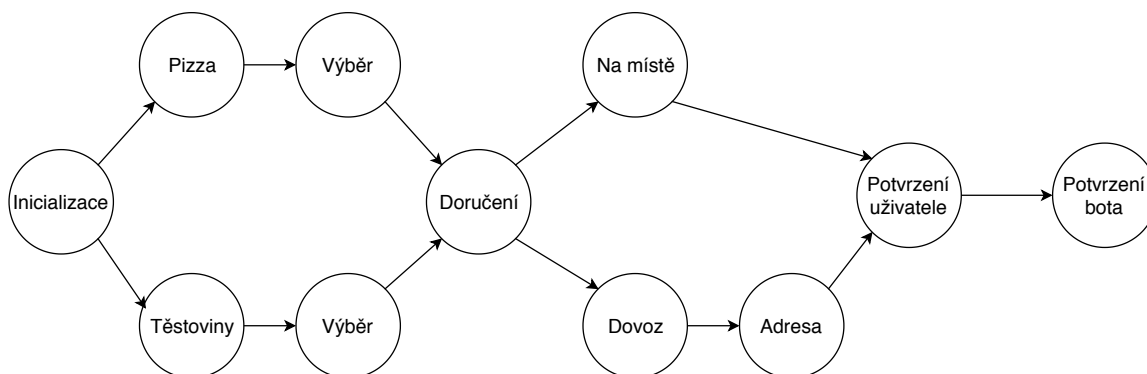 Pizza
Výběr
Na místě
Inicializace
Doručení
Potvrzení
uživatele
Potvrzení
bota
Těstoviny
Výběr
Dovoz
Adresa